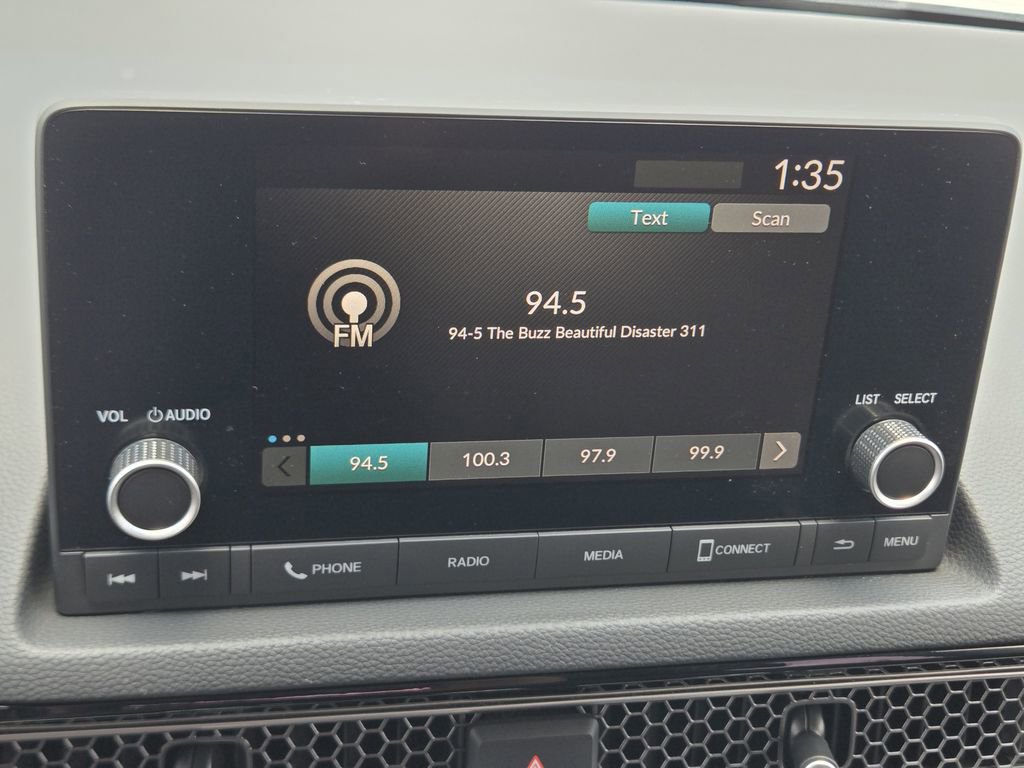 1:35
Text Scan
FM
94.5
94-5 The Buzz Beautiful Disaster 311
VOL AUDIO
LIST SELECT
94.5 100.3 97.9 99.9
PHONE RADIO MEDIA CONNECT MENU